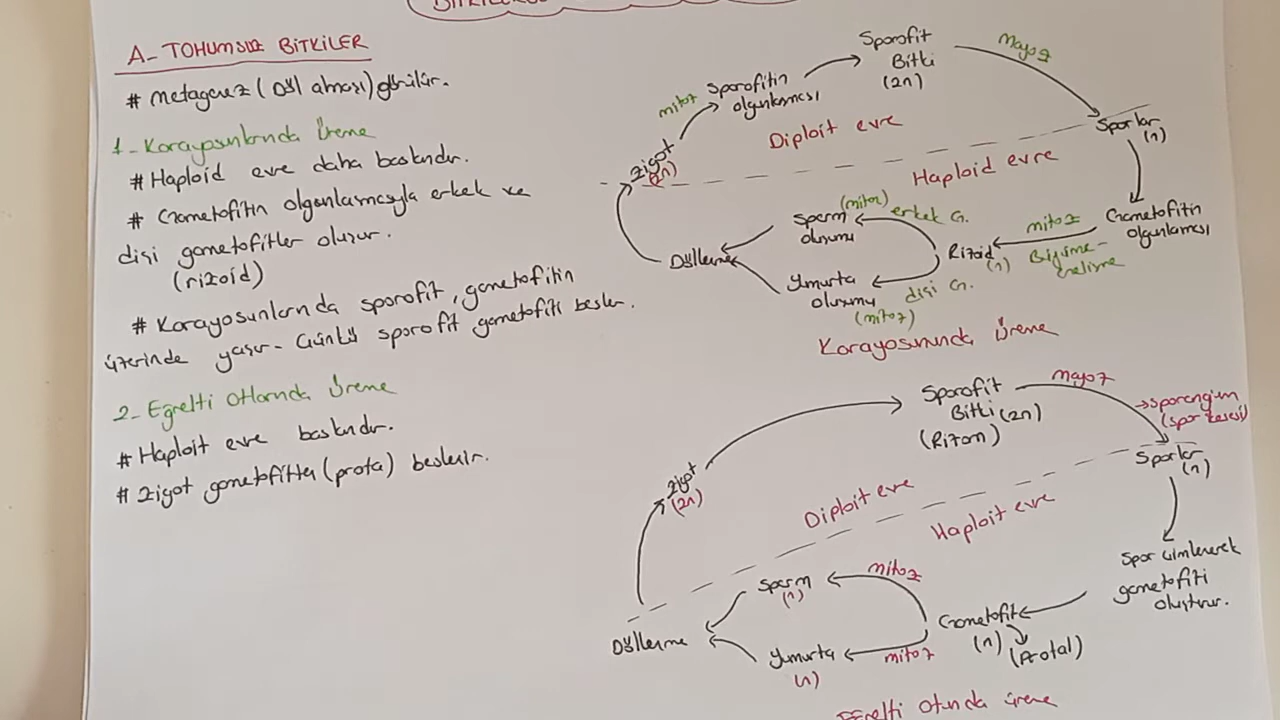 A- TOHUMSUZ BİTKİLER
# metagenez (Döl almaşı) görülür.
1- Karayosunlarında Üreme
# Haploid evre daha baskındır.
# Gametofitin olgunlaşmasıyla erkek ve
dişi gametofitler oluşur.
(rizoid)
# Karayosunlarında sporofit, gametofitin
üzerinde yaşar. Çünkü sporofit gametofiti besler.
2- Eğrelti Otlarında Üreme
# Haploit evre baskındır.
# zigot gametofitten (prota) beslenir.
Sporofit
Bitki
(2n)
Mayoz
Sporofitin
olgunlaşması
mitoz
Zigot
(2n)
Diploit evre
Sporlar
(n)
Haploid evre
Gametofitin
olgunlaşması
mitoz
Büyüme-
gelişme
Rizoid
(n)
(mitoz)
erkek G.
Sperm
oluşumu
Dölleme
Yumurta
oluşumu
dişi G.
(mitoz)
Karayosununda Üreme
Sporofit
Bitki (2n)
(Rizom)
mayoz
→sporangium
(spor kesesi)
Zigot
(2n)
Sporlar
(n)
Diploit evre
Haploit evre
Spor çimlenerek
gametofiti
oluşturur.
mitoz
Sperm
(n)
Gametofit
(n)
(Protal)
Döllenme
Yumurta
(n)
mitoz
Eğrelti otunda üreme